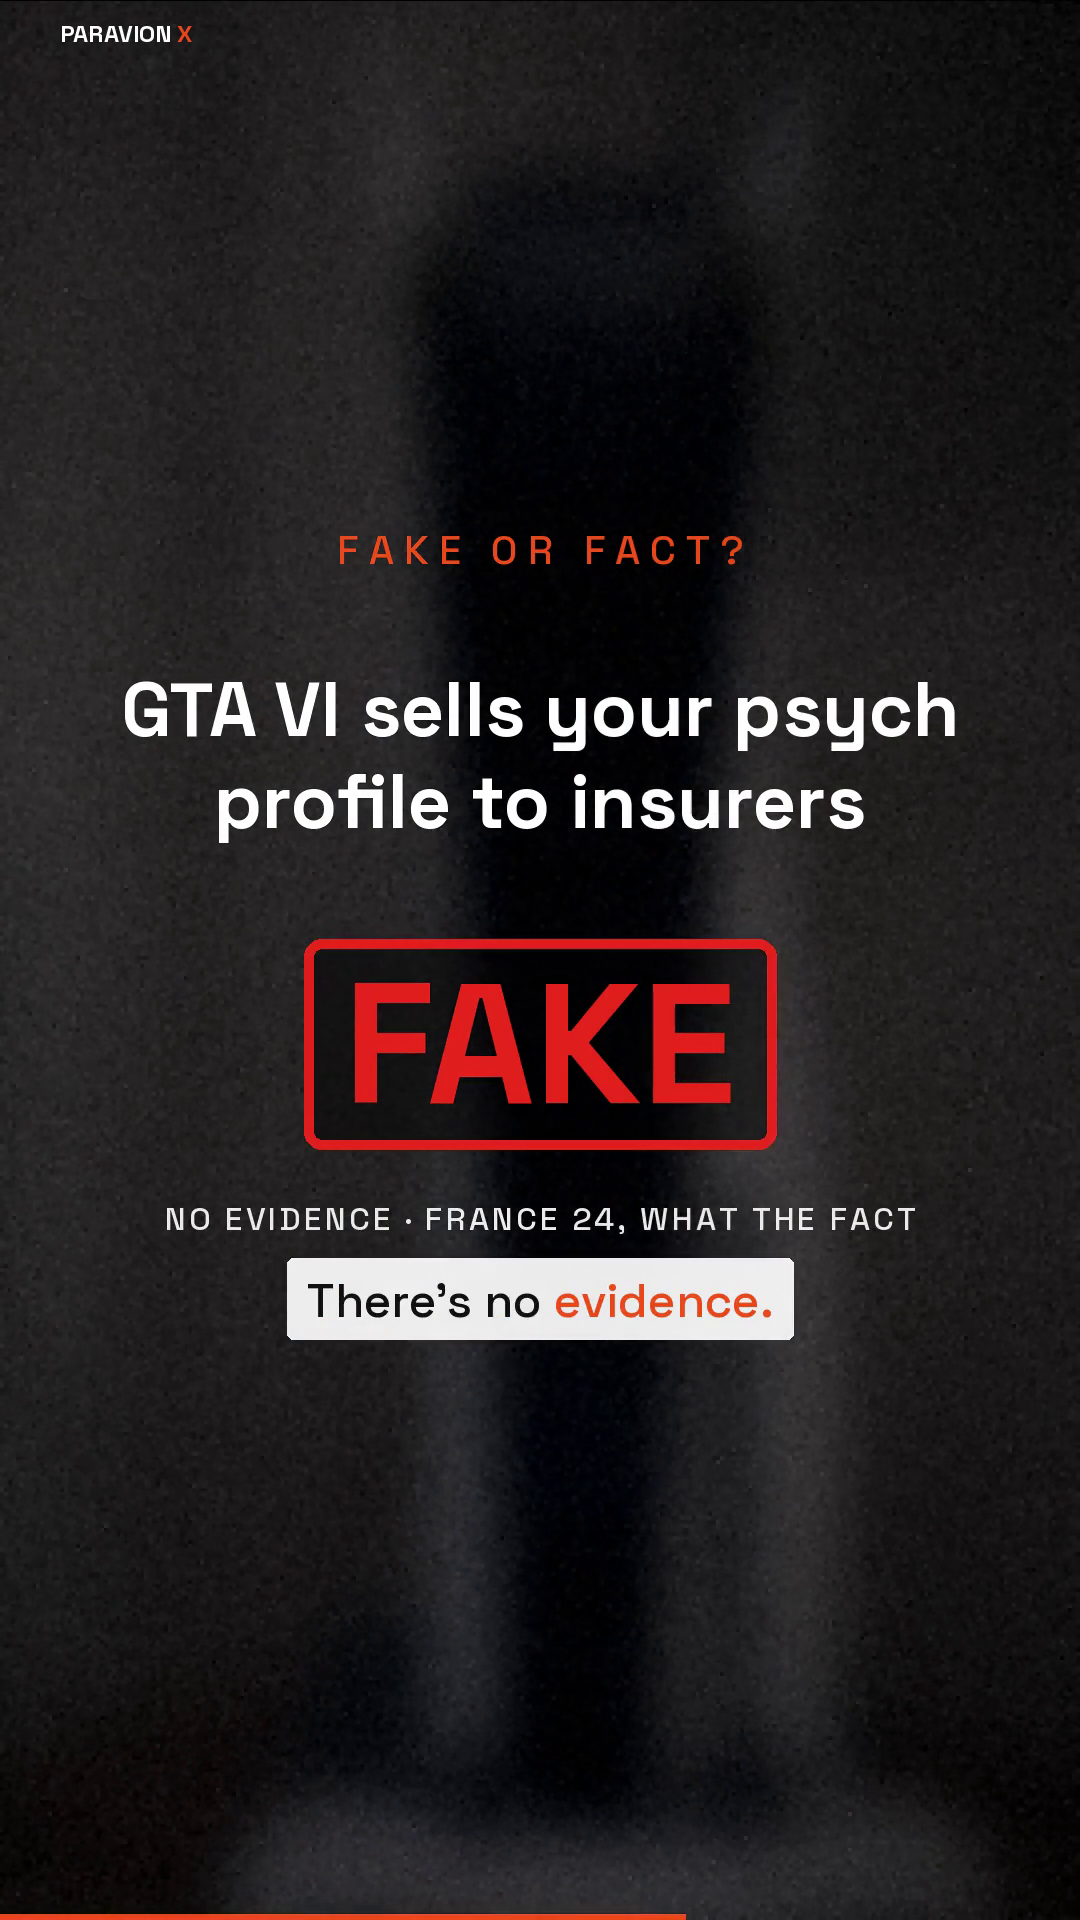 PARAVION X
FAKE OR FACT?
GTA VI sells your psych
profile to insurers
FAKE
NO EVIDENCE · FRANCE 24, WHAT THE FACT
There’s no evidence.